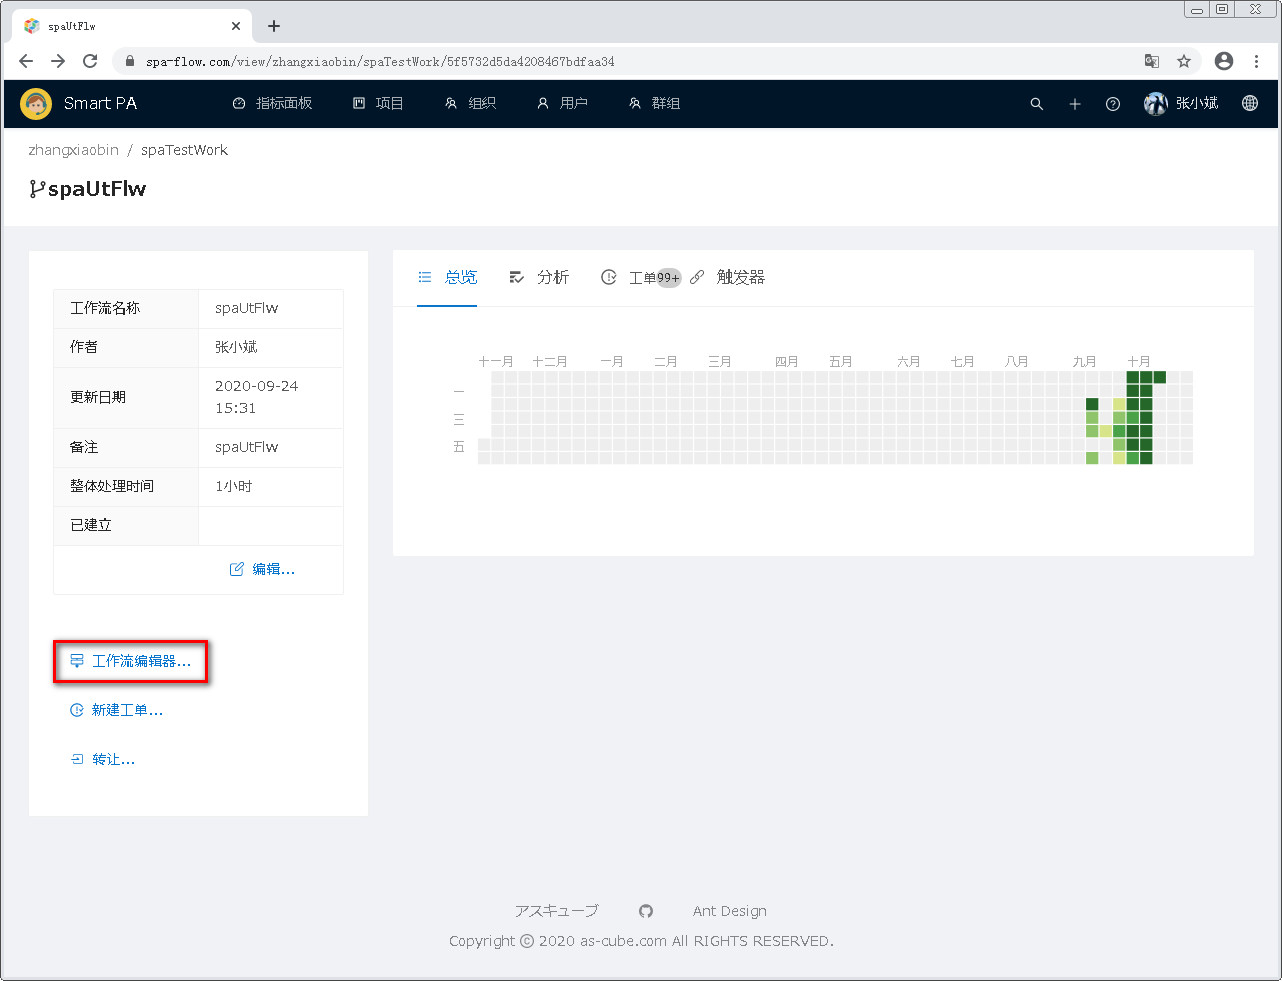 spaUtFlw
spa-flow.com/view/zhangxiaobin/spaTestWork/5f5732d5da4208467bdfaa34
Smart PA 指标面板 项目 组织 用户 群组 张小斌
zhangxiaobin / spaTestWork
spaUtFlw
工作流名称 spaUtFlw
作者 张小斌
更新日期 2020-09-24 15:31
备注 spaUtFlw
整体处理时间 1小时
已建立
编辑...
工作流编辑器...
新建工单...
转让...
总览 分析 工单 99+ 触发器
十一月 十二月 一月 二月 三月 四月 五月 六月 七月 八月 九月 十月
一
三
五
アスキューブ Ant Design
Copyright © 2020 as-cube.com All RIGHTS RESERVED.